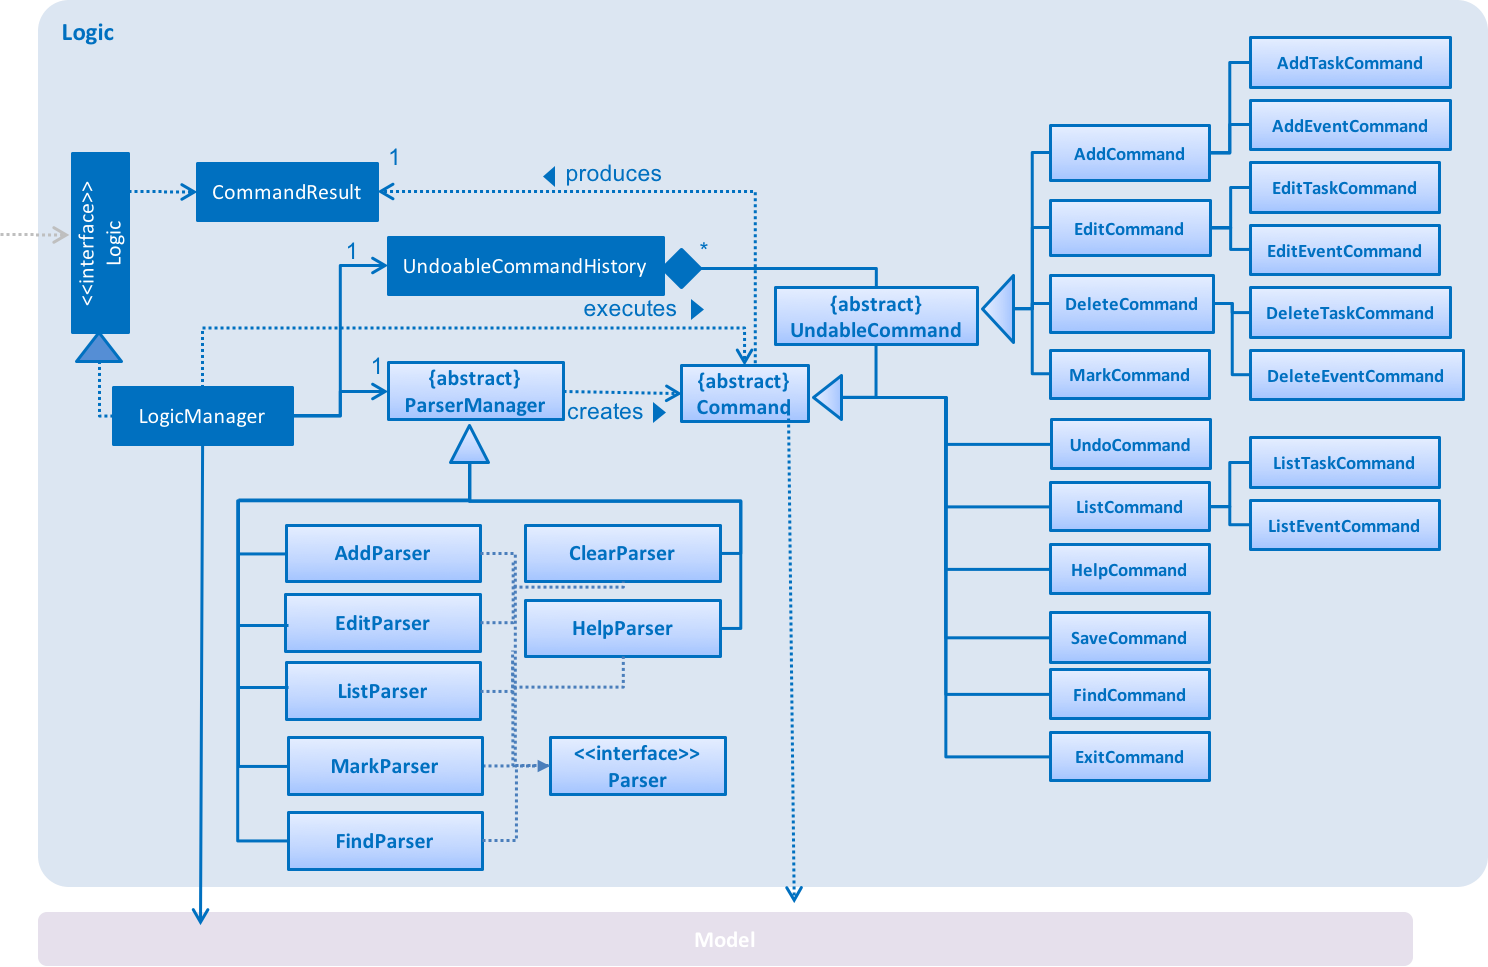 Logic
<<interface>>
Logic
CommandResult
1
produces
1
UndoableCommandHistory
*
executes
{abstract}
UndableCommand
1
{abstract}
ParserManager
creates
{abstract}
Command
LogicManager
AddParser
EditParser
ListParser
MarkParser
FindParser
ClearParser
HelpParser
<<interface>>
Parser
AddCommand
EditCommand
DeleteCommand
MarkCommand
UndoCommand
ListCommand
HelpCommand
SaveCommand
FindCommand
ExitCommand
AddTaskCommand
AddEventCommand
EditTaskCommand
EditEventCommand
DeleteTaskCommand
DeleteEventCommand
ListTaskCommand
ListEventCommand
Model